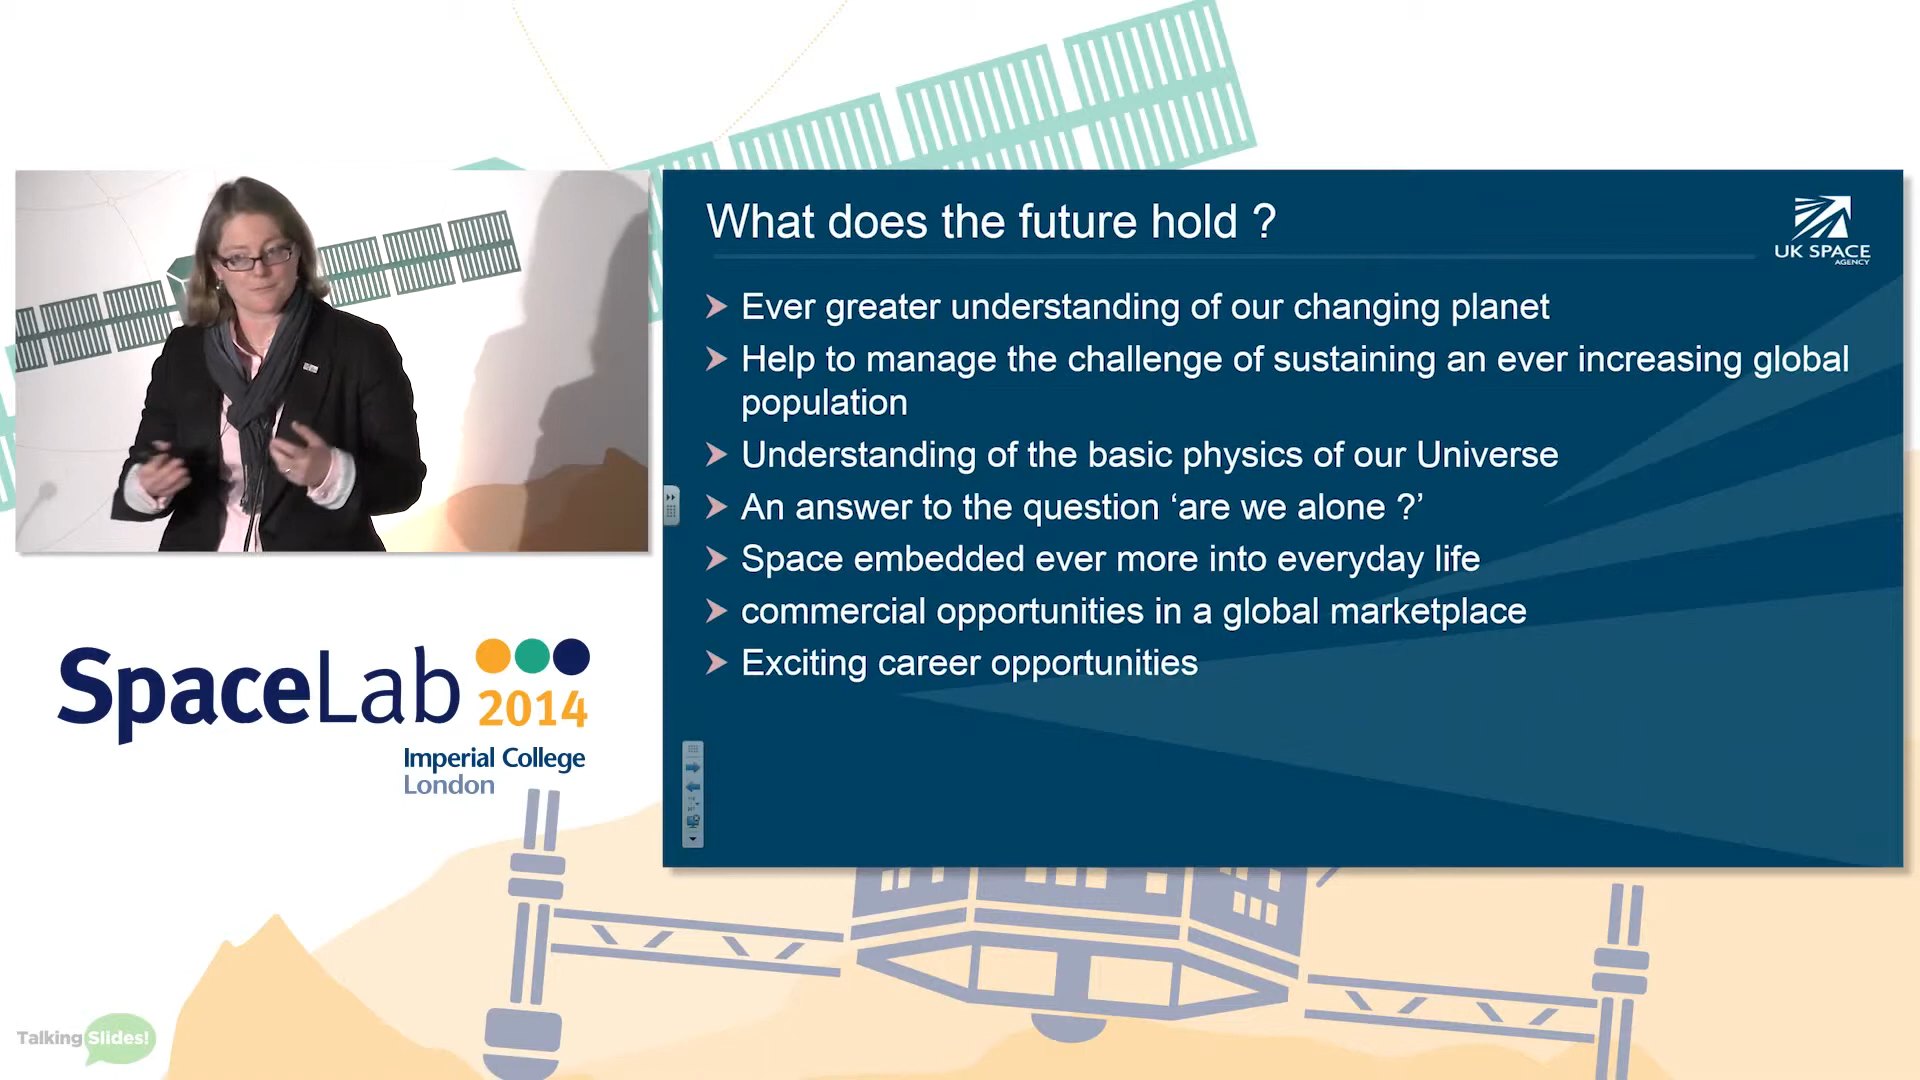 What does the future hold ?
UK SPACE
AGENCY
Ever greater understanding of our changing planet
Help to manage the challenge of sustaining an ever increasing global
population
Understanding of the basic physics of our Universe
An answer to the question ‘are we alone ?’
Space embedded ever more into everyday life
commercial opportunities in a global marketplace
Exciting career opportunities
SpaceLab
2014
Imperial College
London
Talking Slides!